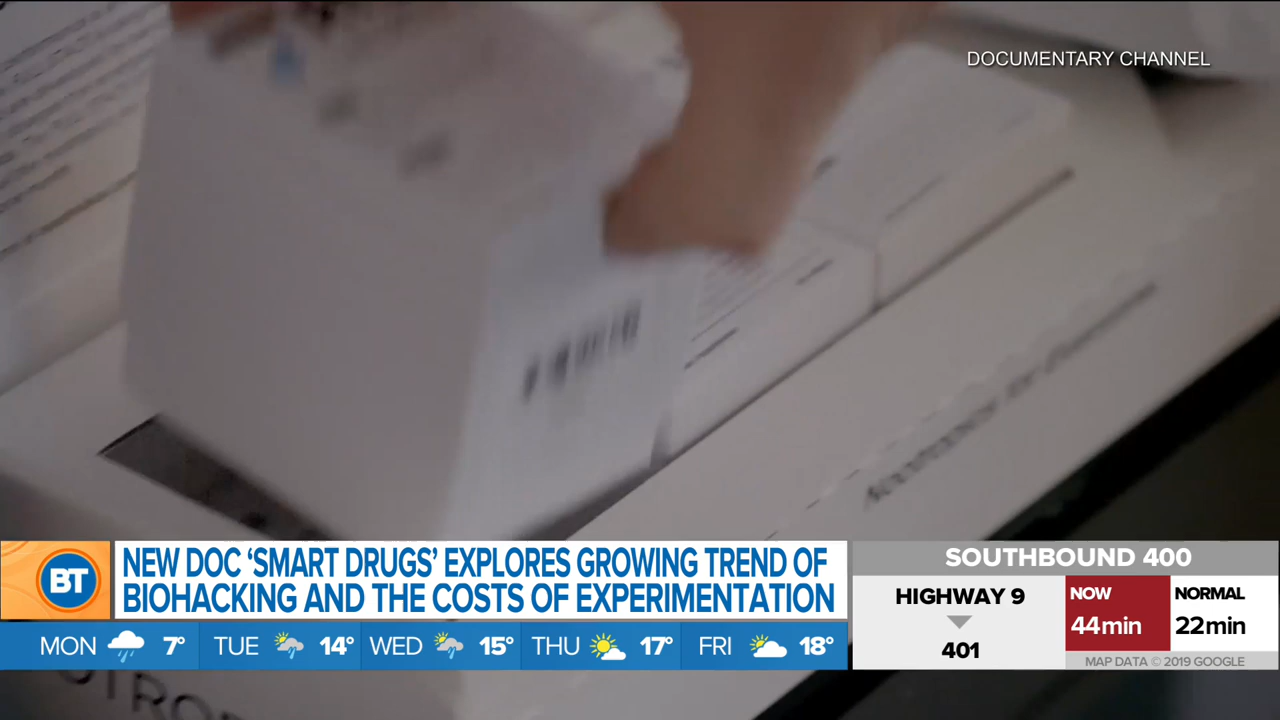 DOCUMENTARY CHANNEL
BT
NEW DOC ‘SMART DRUGS’ EXPLORES GROWING TREND OF
BIOHACKING AND THE COSTS OF EXPERIMENTATION
MON 7° TUE 14° WED 15° THU 17° FRI 18°
SOUTHBOUND 400
HIGHWAY 9
401
NOW
44min
NORMAL
22min
MAP DATA © 2019 GOOGLE